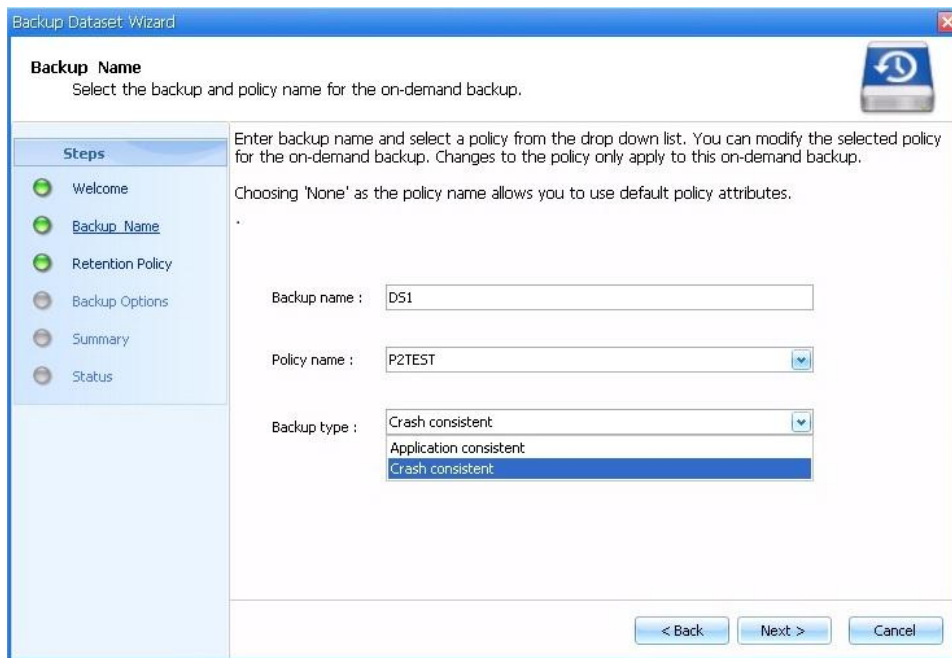 Backup Dataset Wizard
Backup Name
Select the backup and policy name for the on-demand backup.
Steps
Welcome
Backup Name
Retention Policy
Backup Options
Summary
Status
Enter backup name and select a policy from the drop down list. You can modify the selected policy
for the on-demand backup. Changes to the policy only apply to this on-demand backup.
Choosing 'None' as the policy name allows you to use default policy attributes.
.
Backup name : DS1
Policy name : P2TEST
Backup type : Crash consistent
Application consistent
Crash consistent
< Back Next > Cancel